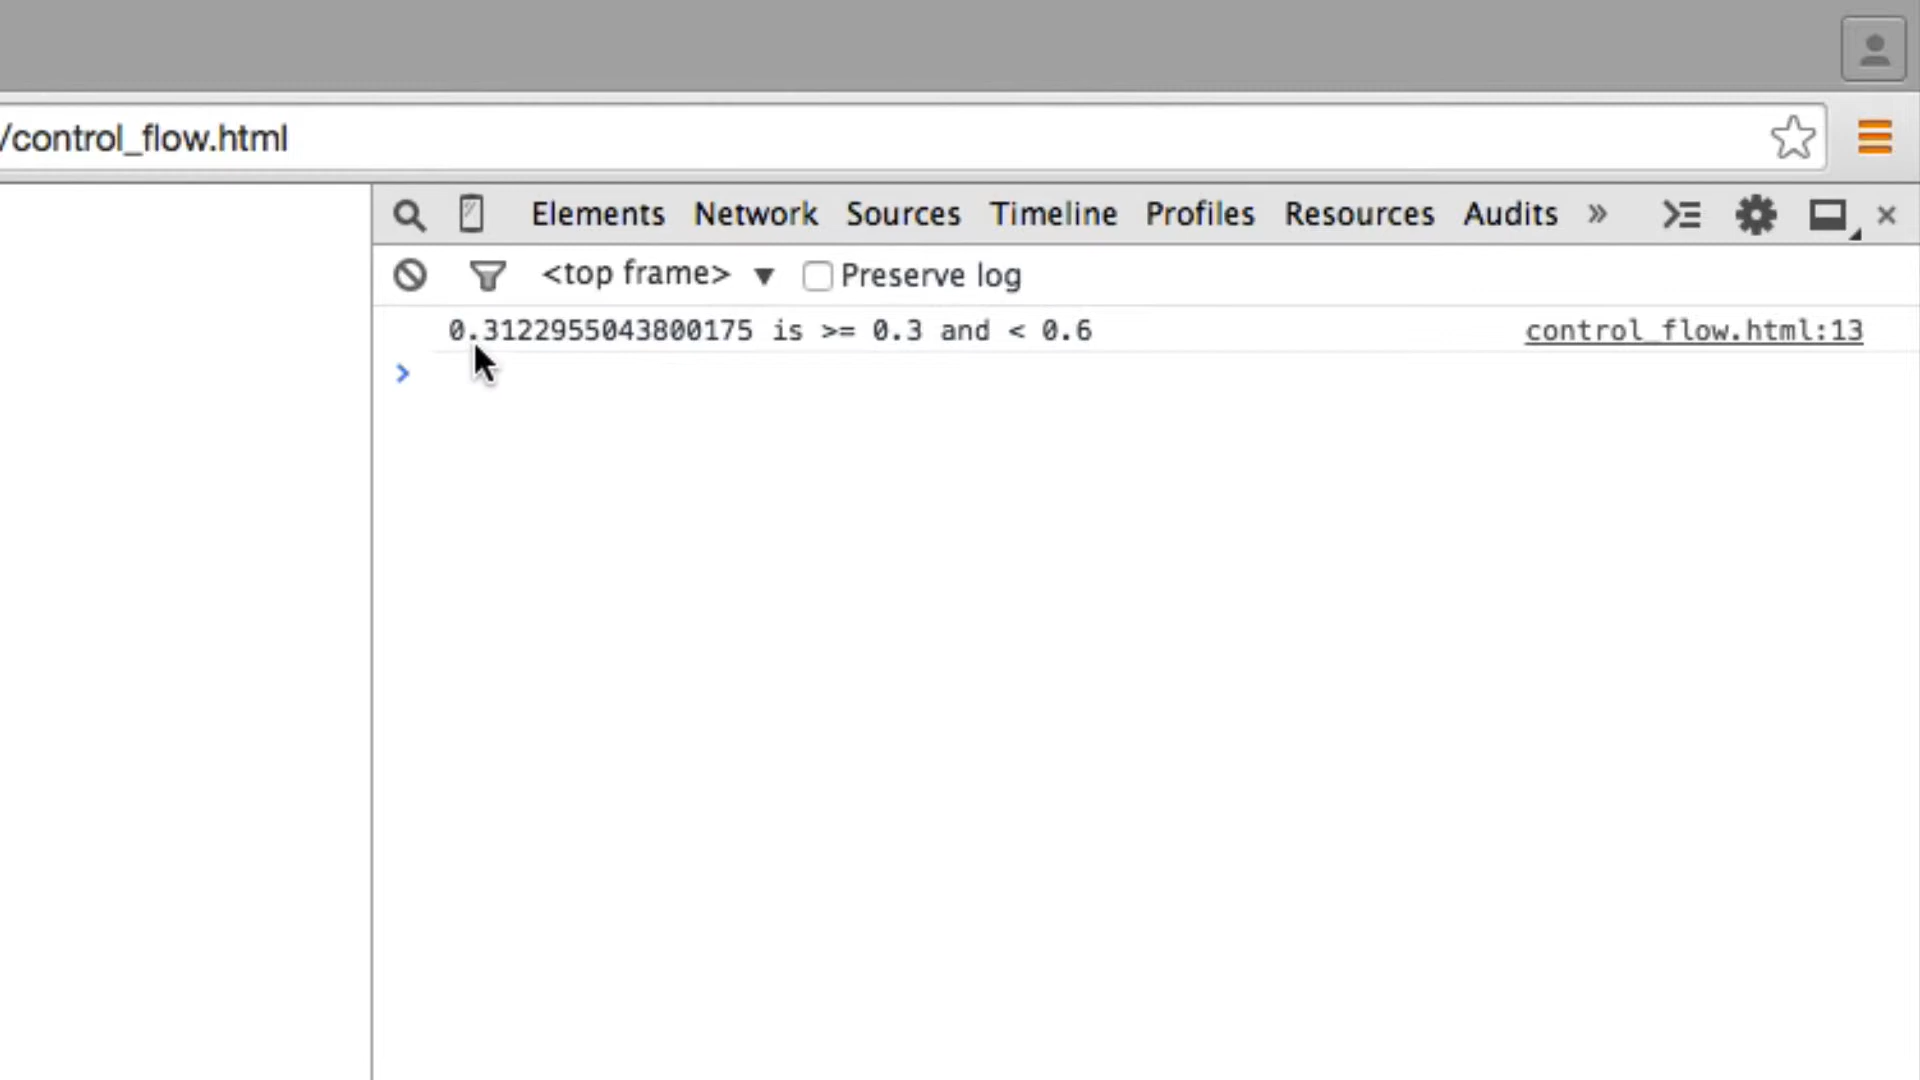 /control_flow.html
Elements Network Sources Timeline Profiles Resources Audits »
<top frame> ▼ Preserve log
0.3122955043800175 is >= 0.3 and < 0.6 control_flow.html:13
>